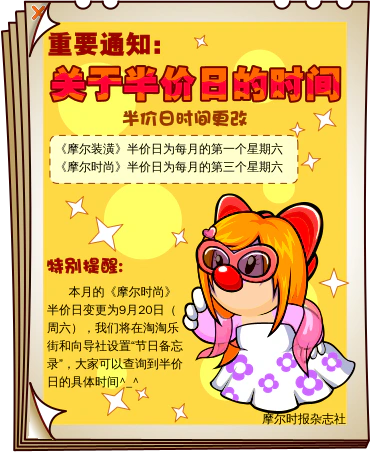 重要通知：
关于半价日的时间
半价日时间更改
《摩尔装潢》半价日为每月的第一个星期六
《摩尔时尚》半价日为每月的第三个星期六
特别提醒：
本月的《摩尔时尚》
半价日变更为9月20日（
周六），我们将在淘淘乐
街和向导社设置“节日备忘
录”，大家可以查询到半价
日的具体时间^_^
摩尔时报杂志社